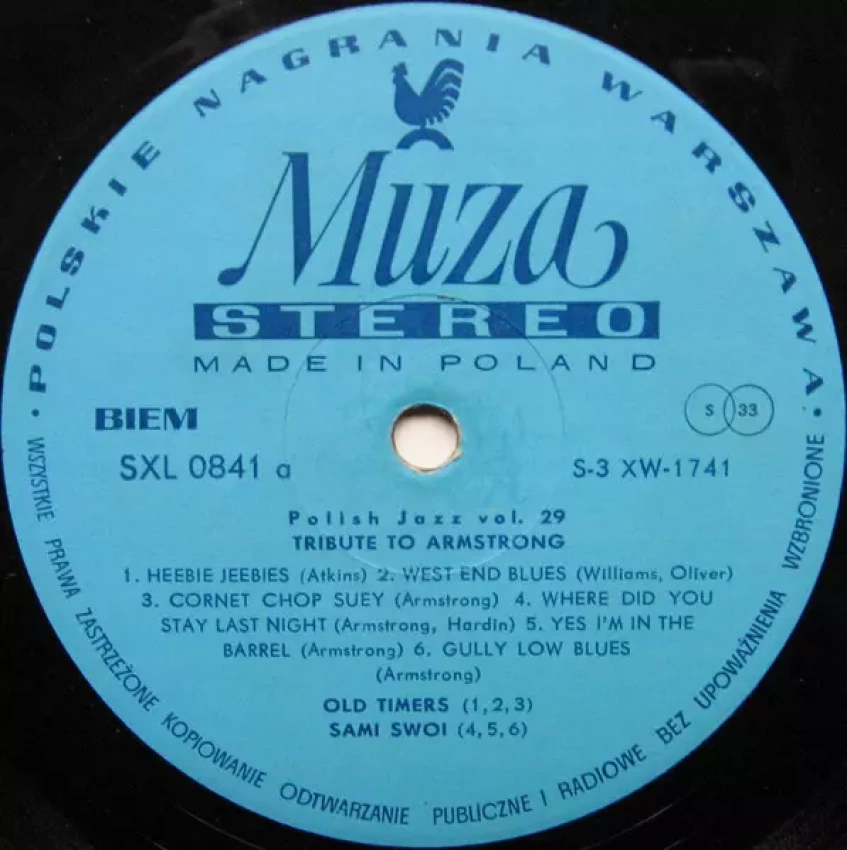 POLSKIE NAGRANIA WARSZAWA
Muza
STEREO
MADE IN POLAND
BIEM
S 33
SXL 0841 a
S-3 XW-1741
Polish Jazz vol. 29
TRIBUTE TO ARMSTRONG
1. HEEBIE JEEBIES (Atkins) 2. WEST END BLUES (Williams, Oliver)
3. CORNET CHOP SUEY (Armstrong) 4. WHERE DID YOU
STAY LAST NIGHT (Armstrong, Hardin) 5. YES I'M IN THE
BARREL (Armstrong) 6. GULLY LOW BLUES
(Armstrong)
OLD TIMERS (1,2,3)
SAMI SWOI (4,5,6)
WSZYSTKIE PRAWA ZASTRZEŻONE KOPIOWANIE ODTWARZANIE PUBLICZNE I RADIOWE BEZ UPOWAŻNIENIA WZBRONIONE